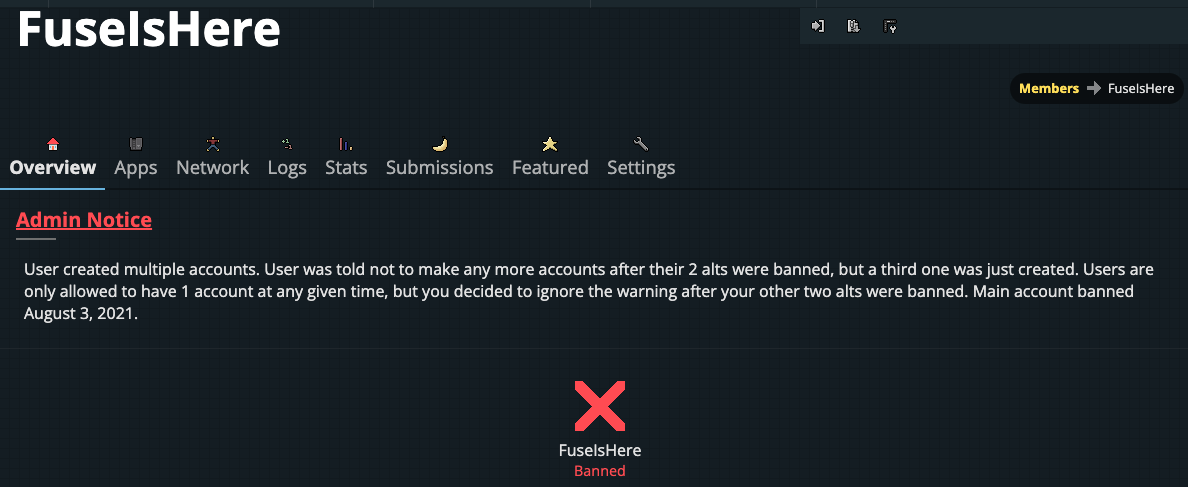 FuseIsHere
Members FuseIsHere
Overview Apps Network Logs Stats Submissions Featured Settings
Admin Notice
User created multiple accounts. User was told not to make any more accounts after their 2 alts were banned, but a third one was just created. Users are
only allowed to have 1 account at any given time, but you decided to ignore the warning after your other two alts were banned. Main account banned
August 3, 2021.
FuseIsHere
Banned